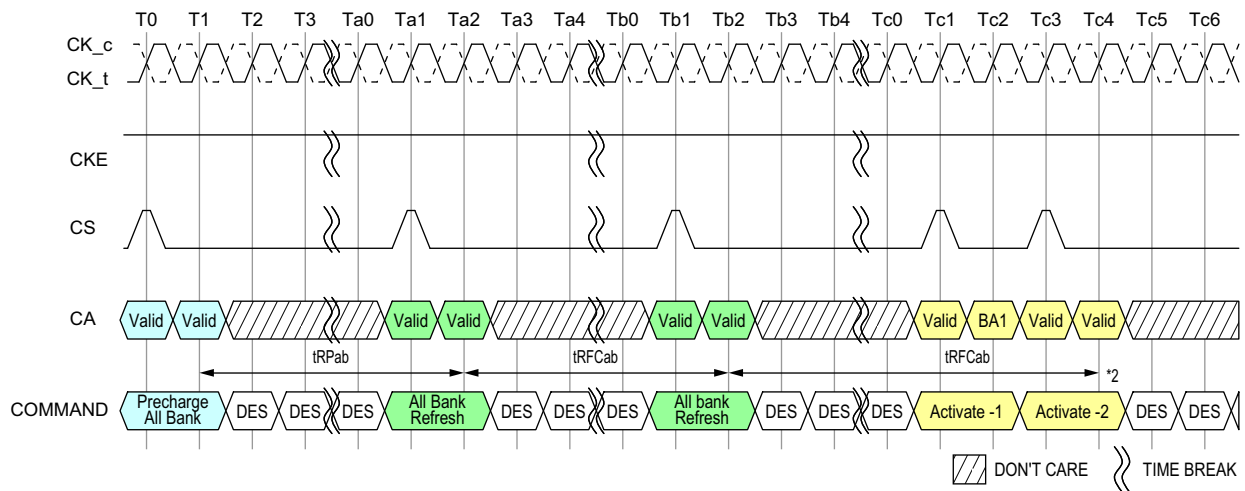 T0 T1 T2 T3 Ta0 Ta1 Ta2 Ta3 Ta4 Tb0 Tb1 Tb2 Tb3 Tb4 Tc0 Tc1 Tc2 Tc3 Tc4 Tc5 Tc6
CK_c
CK_t
CKE
CS
CA Valid Valid Valid Valid Valid Valid Valid BA1 Valid Valid
tRPab tRFCab tRFCab *2
COMMAND Precharge All Bank DES DES DES All Bank Refresh DES DES DES All bank Refresh DES DES DES Activate -1 Activate -2 DES DES
DON'T CARE TIME BREAK